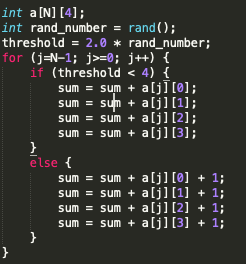 int a[N][4];
int rand_number = rand();
threshold = 2.0 * rand_number;
for (j=N-1; j>=0; j++) {
    if (threshold < 4) {
        sum = sum + a[j][0];
        sum = sum + a[j][1];
        sum = sum + a[j][2];
        sum = sum + a[j][3];
    }
    else {
        sum = sum + a[j][0] + 1;
        sum = sum + a[j][1] + 1;
        sum = sum + a[j][2] + 1;
        sum = sum + a[j][3] + 1;
    }
}